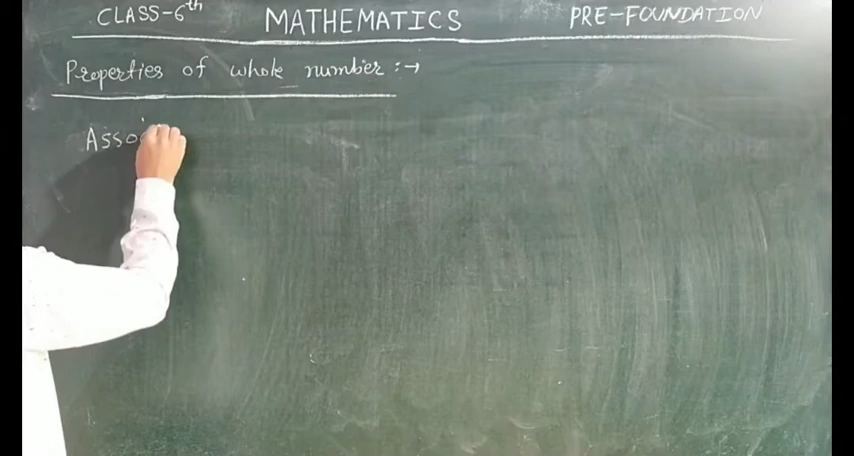 CLASS-6th MATHEMATICS PRE-FOUNDATION
Properties of whole number :→
Asso